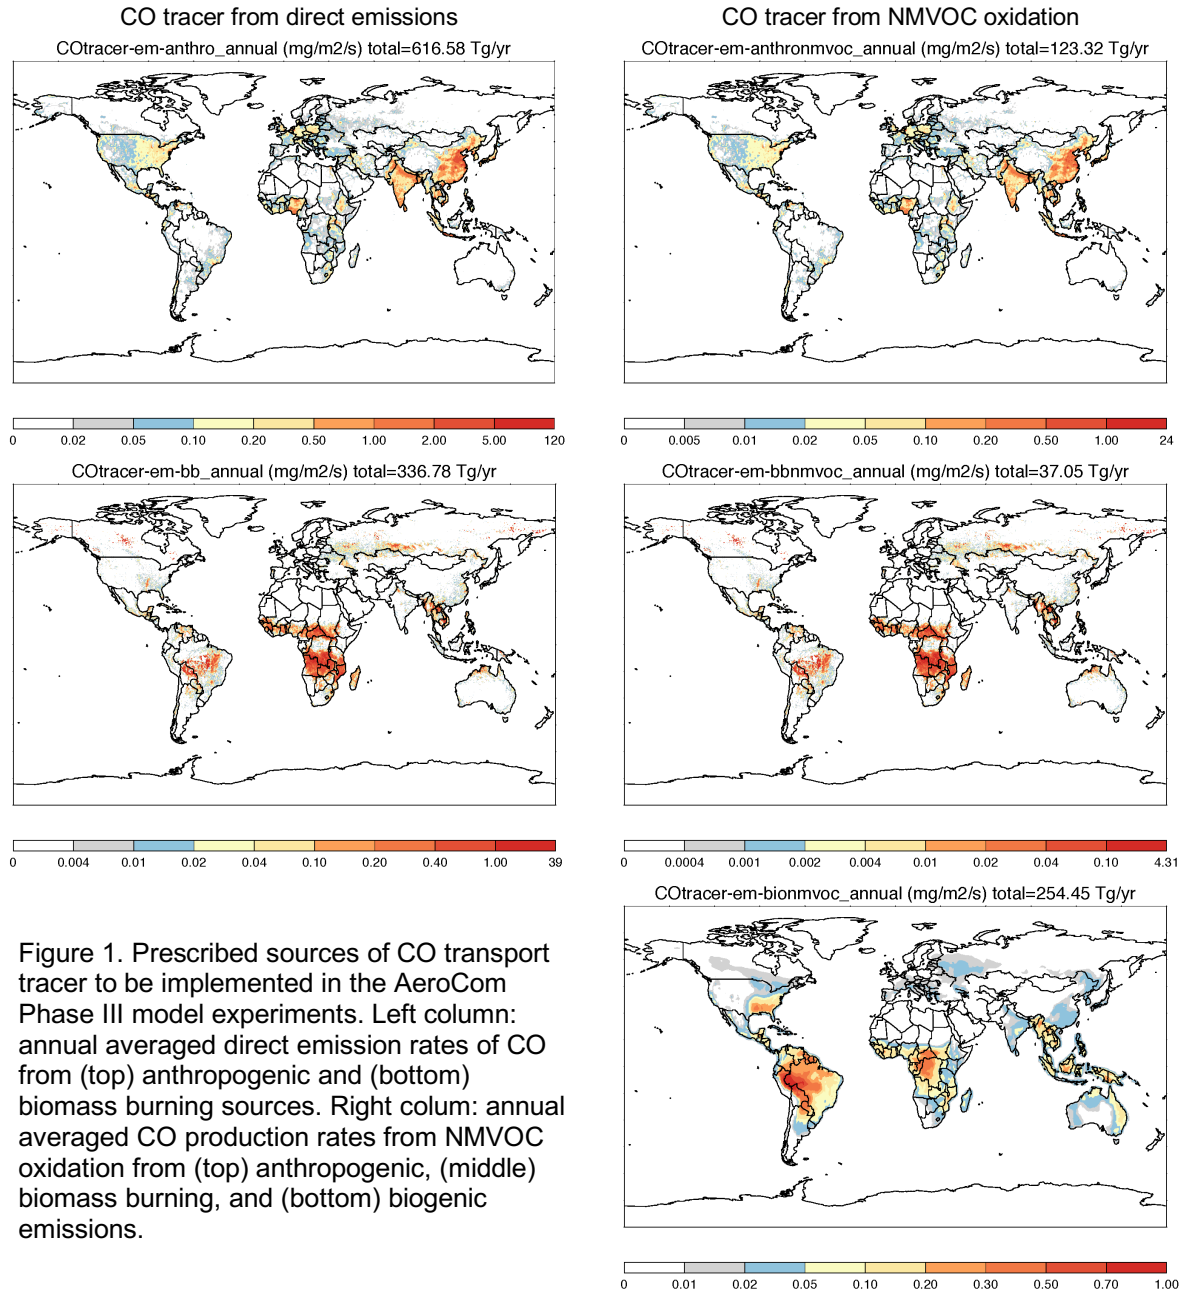 CO tracer from direct emissions
COtracer-em-anthro_annual (mg/m2/s) total=616.58 Tg/yr
0 0.02 0.05 0.10 0.20 0.50 1.00 2.00 5.00 120
COtracer-em-bb_annual (mg/m2/s) total=336.78 Tg/yr
0 0.004 0.01 0.02 0.04 0.10 0.20 0.40 1.00 39
CO tracer from NMVOC oxidation
COtracer-em-anthronmvoc_annual (mg/m2/s) total=123.32 Tg/yr
0 0.005 0.01 0.02 0.05 0.10 0.20 0.50 1.00 24
COtracer-em-bbnmvoc_annual (mg/m2/s) total=37.05 Tg/yr
0 0.0004 0.001 0.002 0.004 0.01 0.02 0.04 0.10 4.31
COtracer-em-bionmvoc_annual (mg/m2/s) total=254.45 Tg/yr
0 0.01 0.02 0.05 0.10 0.20 0.30 0.50 0.70 1.00
Figure 1. Prescribed sources of CO transport
tracer to be implemented in the AeroCom
Phase III model experiments. Left column:
annual averaged direct emission rates of CO
from (top) anthropogenic and (bottom)
biomass burning sources. Right colum: annual
averaged CO production rates from NMVOC
oxidation from (top) anthropogenic, (middle)
biomass burning, and (bottom) biogenic
emissions.